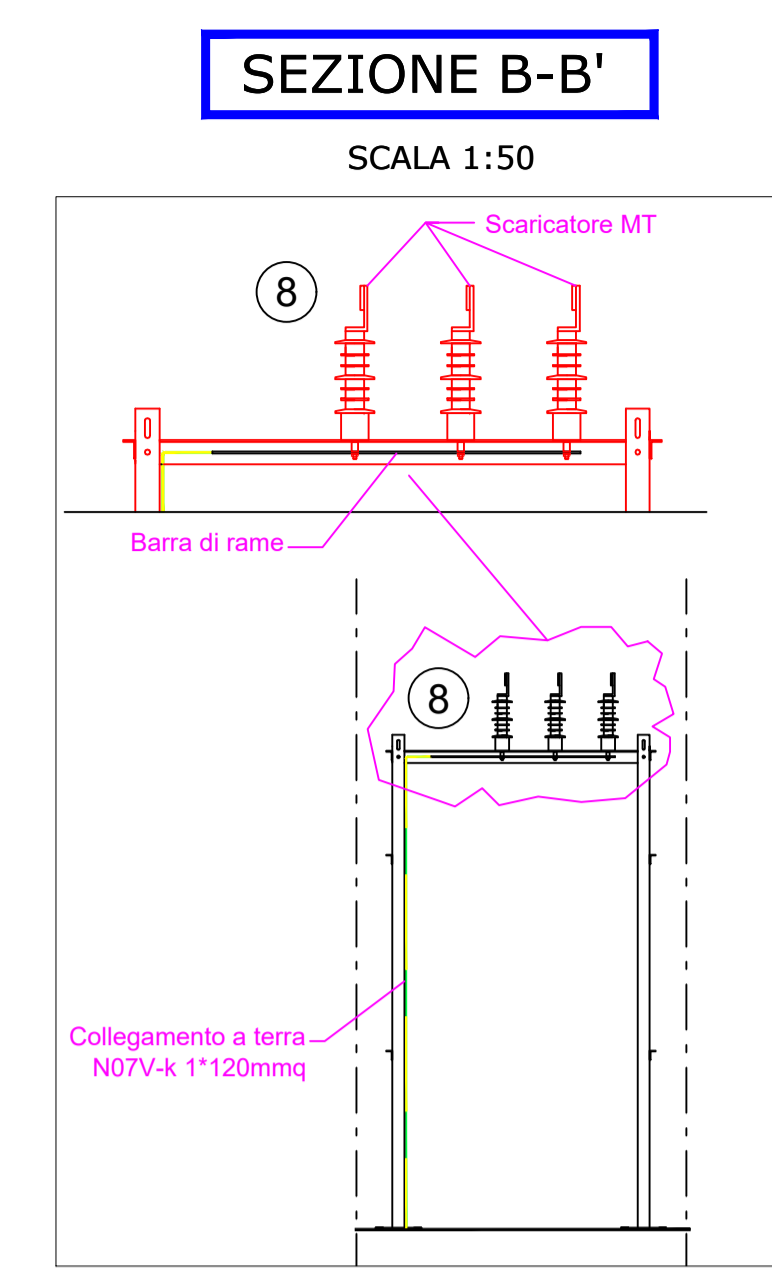 SEZIONE B-B'
SCALA 1:50
Scaricatore MT
8
Barra di rame
8
Collegamento a terra
N07V-k 1*120mmq